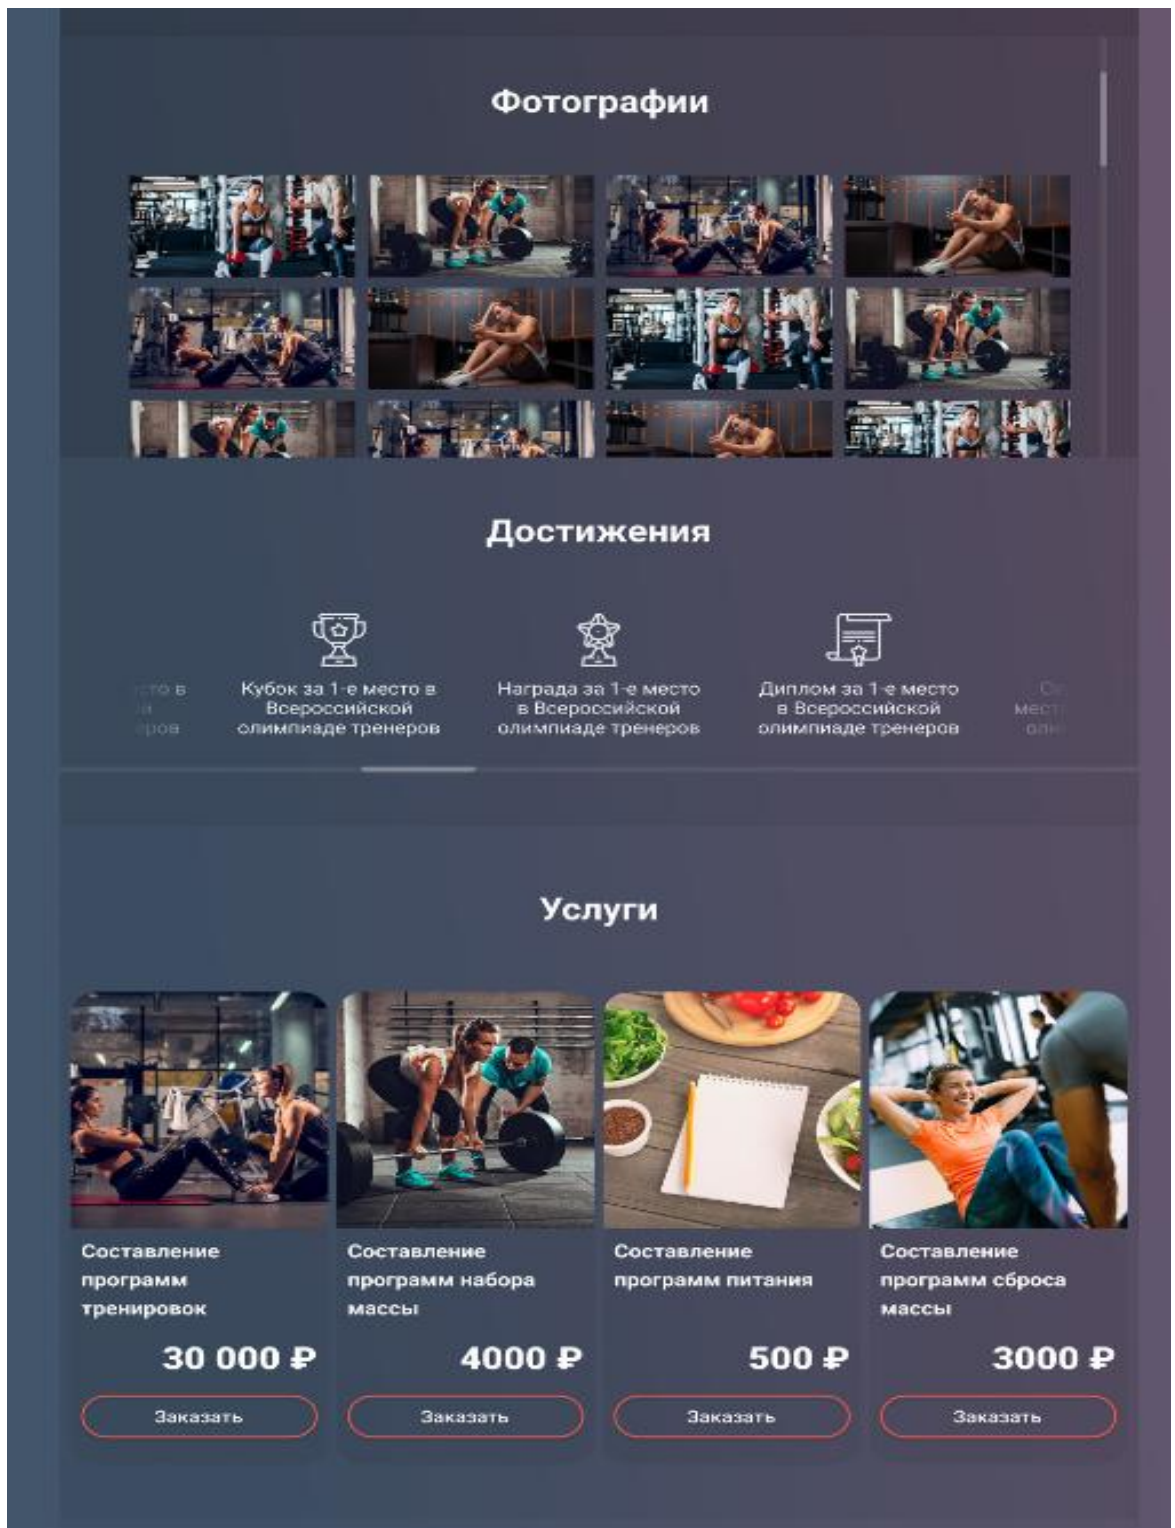 Фотографии
Достижения
Кубок за 1-е место в
Всероссийской
олимпиаде тренеров
Награда за 1-е место
в Всероссийской
олимпиаде тренеров
Диплом за 1-е место
в Всероссийской
олимпиаде тренеров
Услуги
Составление
программ
тренировок
30 000 ₽
Заказать
Составление
программ набора
массы
4000 ₽
Заказать
Составление
программ питания
500 ₽
Заказать
Составление
программ сброса
массы
3000 ₽
Заказать